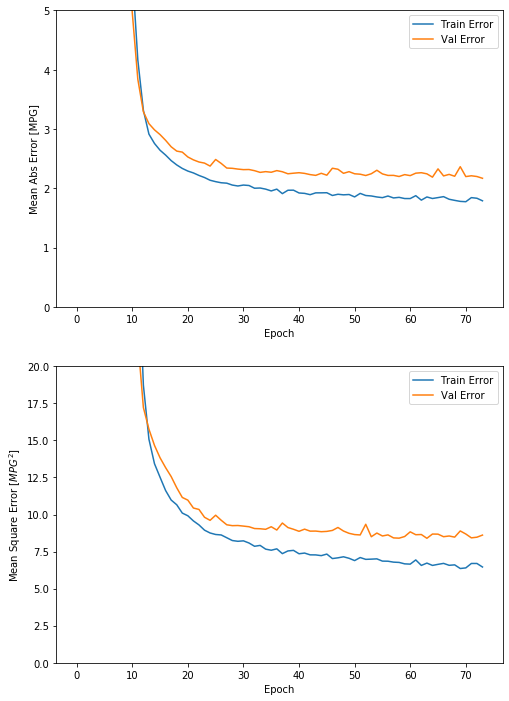 5
4
3
2
1
0
Mean Abs Error [MPG]
Train Error
Val Error
0 10 20 30 40 50 60 70
Epoch
20.0
17.5
15.0
12.5
10.0
7.5
5.0
2.5
0.0
Mean Square Error [$MPG^2$]
Train Error
Val Error
0 10 20 30 40 50 60 70
Epoch